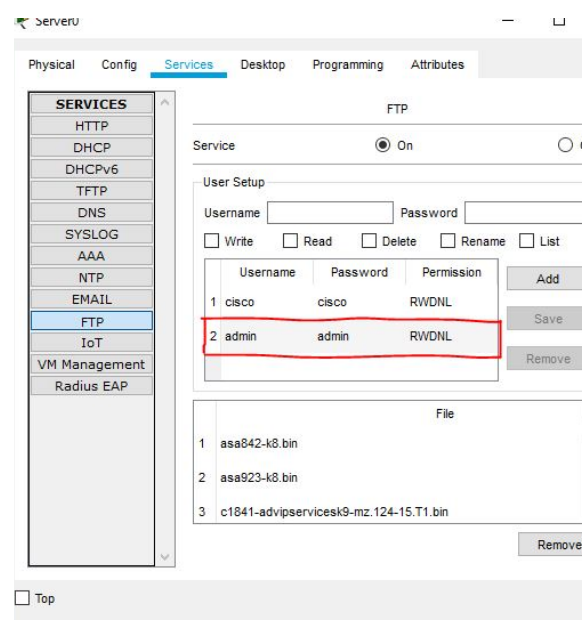 Server0
Physical Config Services Desktop Programming Attributes
SERVICES
HTTP
DHCP
DHCPv6
TFTP
DNS
SYSLOG
AAA
NTP
EMAIL
FTP
IoT
VM Management
Radius EAP
FTP
Service On
User Setup
Username Password
Write Read Delete Rename List
Username Password Permission
1 cisco cisco RWDNL
2 admin admin RWDNL
Add
Save
Remove
File
1 asa842-k8.bin
2 asa923-k8.bin
3 c1841-advipservicesk9-mz.124-15.T1.bin
Remove
Top